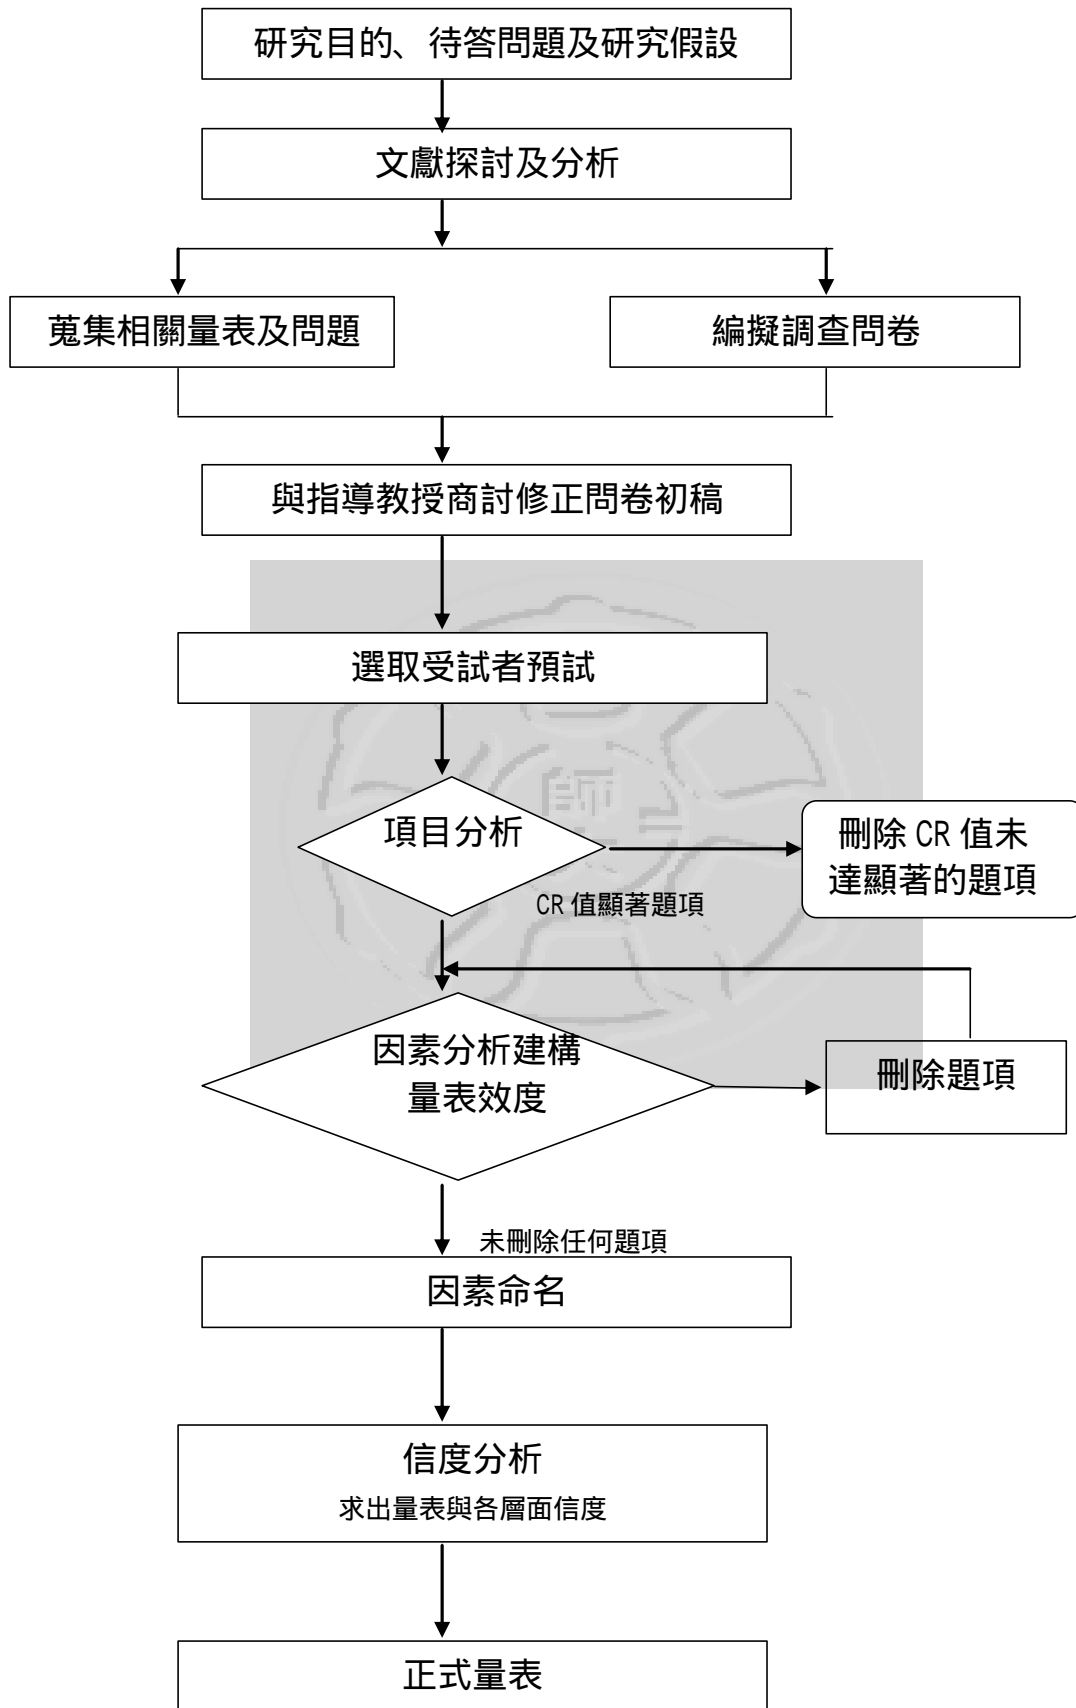 研究目的、待答問題及研究假設
文獻探討及分析
蒐集相關量表及問題
編擬調查問卷
與指導教授商討修正問卷初稿
選取受試者預試
項目分析
刪除 CR 值未
達顯著的題項
CR 值顯著題項
因素分析建構
量表效度
刪除題項
未刪除任何題項
因素命名
信度分析
求出量表與各層面信度
正式量表
師